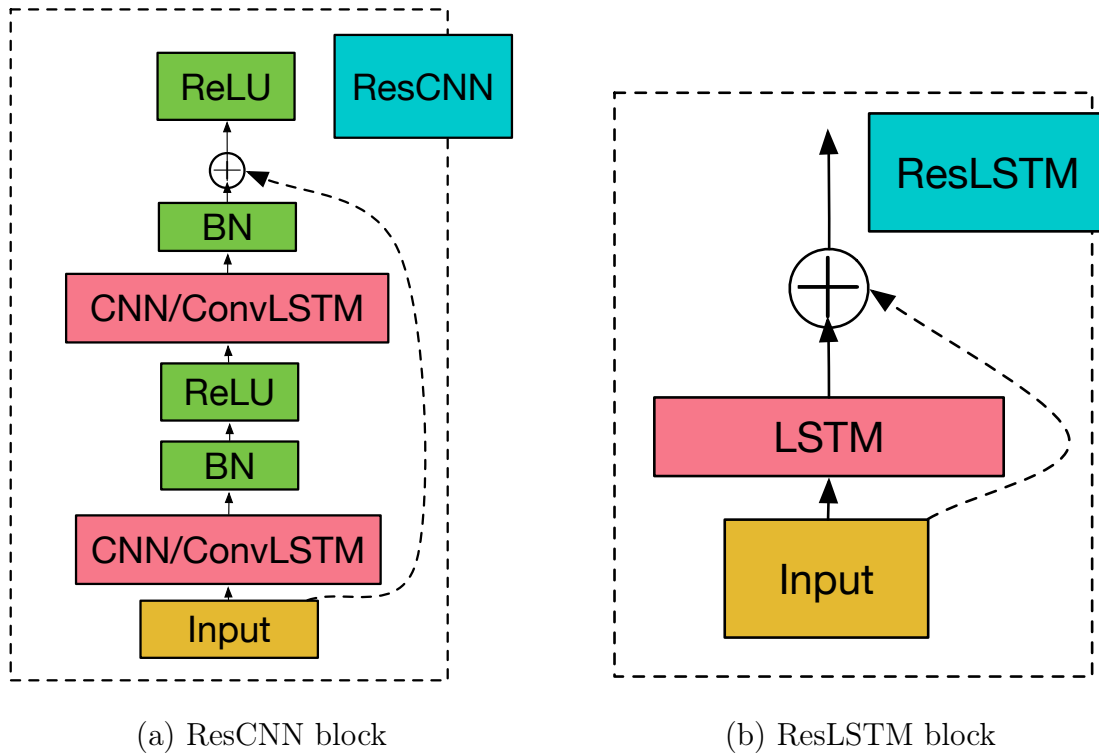 ReLU
ResCNN
BN
CNN/ConvLSTM
ReLU
BN
CNN/ConvLSTM
Input
(a) ResCNN block
ResLSTM
LSTM
Input
(b) ResLSTM block